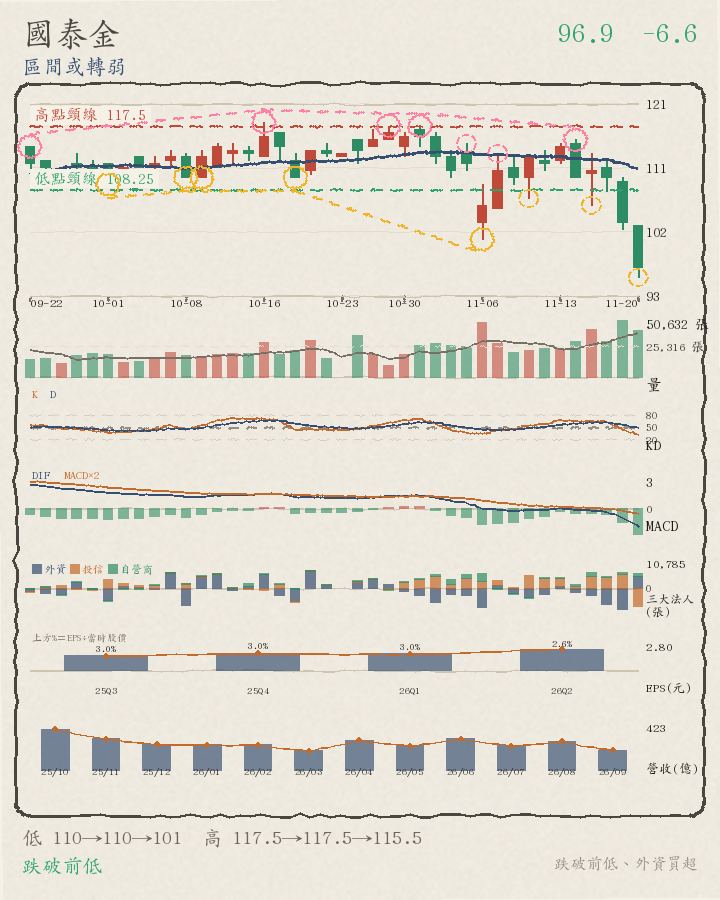 國泰金
96.9 -6.6
區間或轉弱
121
高點頸線 117.5
111
低點頸線 108.25
102
93
09-22 10-01 10-08 10-16 10-23 10-30 11-06 11-13 11-20
50,632 張
25,316 張
量
K D
80
50
20
KD
DIF MACD×2
3
0
MACD
外資 投信 自營商
10,785
0
三大法人
(張)
上方%=EPS÷當時股價
3.0% 3.0% 3.0% 2.6%
2.80
25Q3 25Q4 26Q1 26Q2
EPS(元)
423
25/10 25/11 25/12 26/01 26/02 26/03 26/04 26/05 26/06 26/07 26/08 26/09
營收(億)
低 110→110→101 高 117.5→117.5→115.5
跌破前低
跌破前低、外資買超